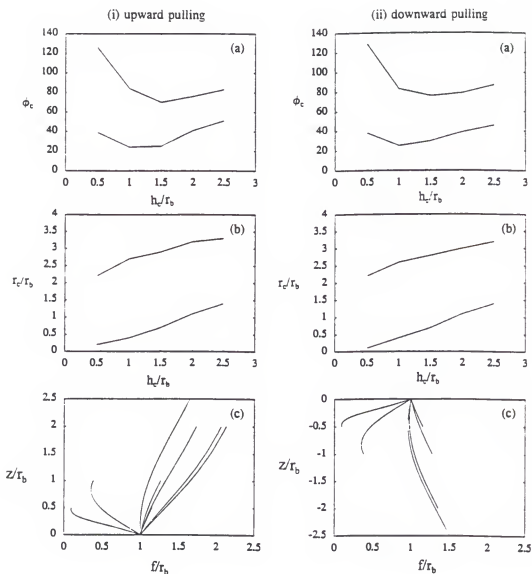 (i) upward pulling
(ii) downward pulling
(a)
140
120
100
80
60
40
20
0
ϕc
0 0.5 1 1.5 2 2.5 3
hc/rb
(a)
140
120
100
80
60
40
20
0
ϕc
0 0.5 1 1.5 2 2.5 3
hc/rb
(b)
4
3.5
3
2.5
2
1.5
1
0.5
0
rc/rb
0 0.5 1 1.5 2 2.5 3
hc/rb
(b)
4
3.5
3
2.5
2
1.5
1
0.5
0
rc/rb
0 0.5 1 1.5 2 2.5 3
hc/rb
(c)
2.5
2
1.5
1
0.5
0
z/rb
0 0.5 1 1.5 2 2.5
f/rb
(c)
0
-0.5
-1
-1.5
-2
-2.5
z/rb
0 0.5 1 1.5 2 2.5
f/rb